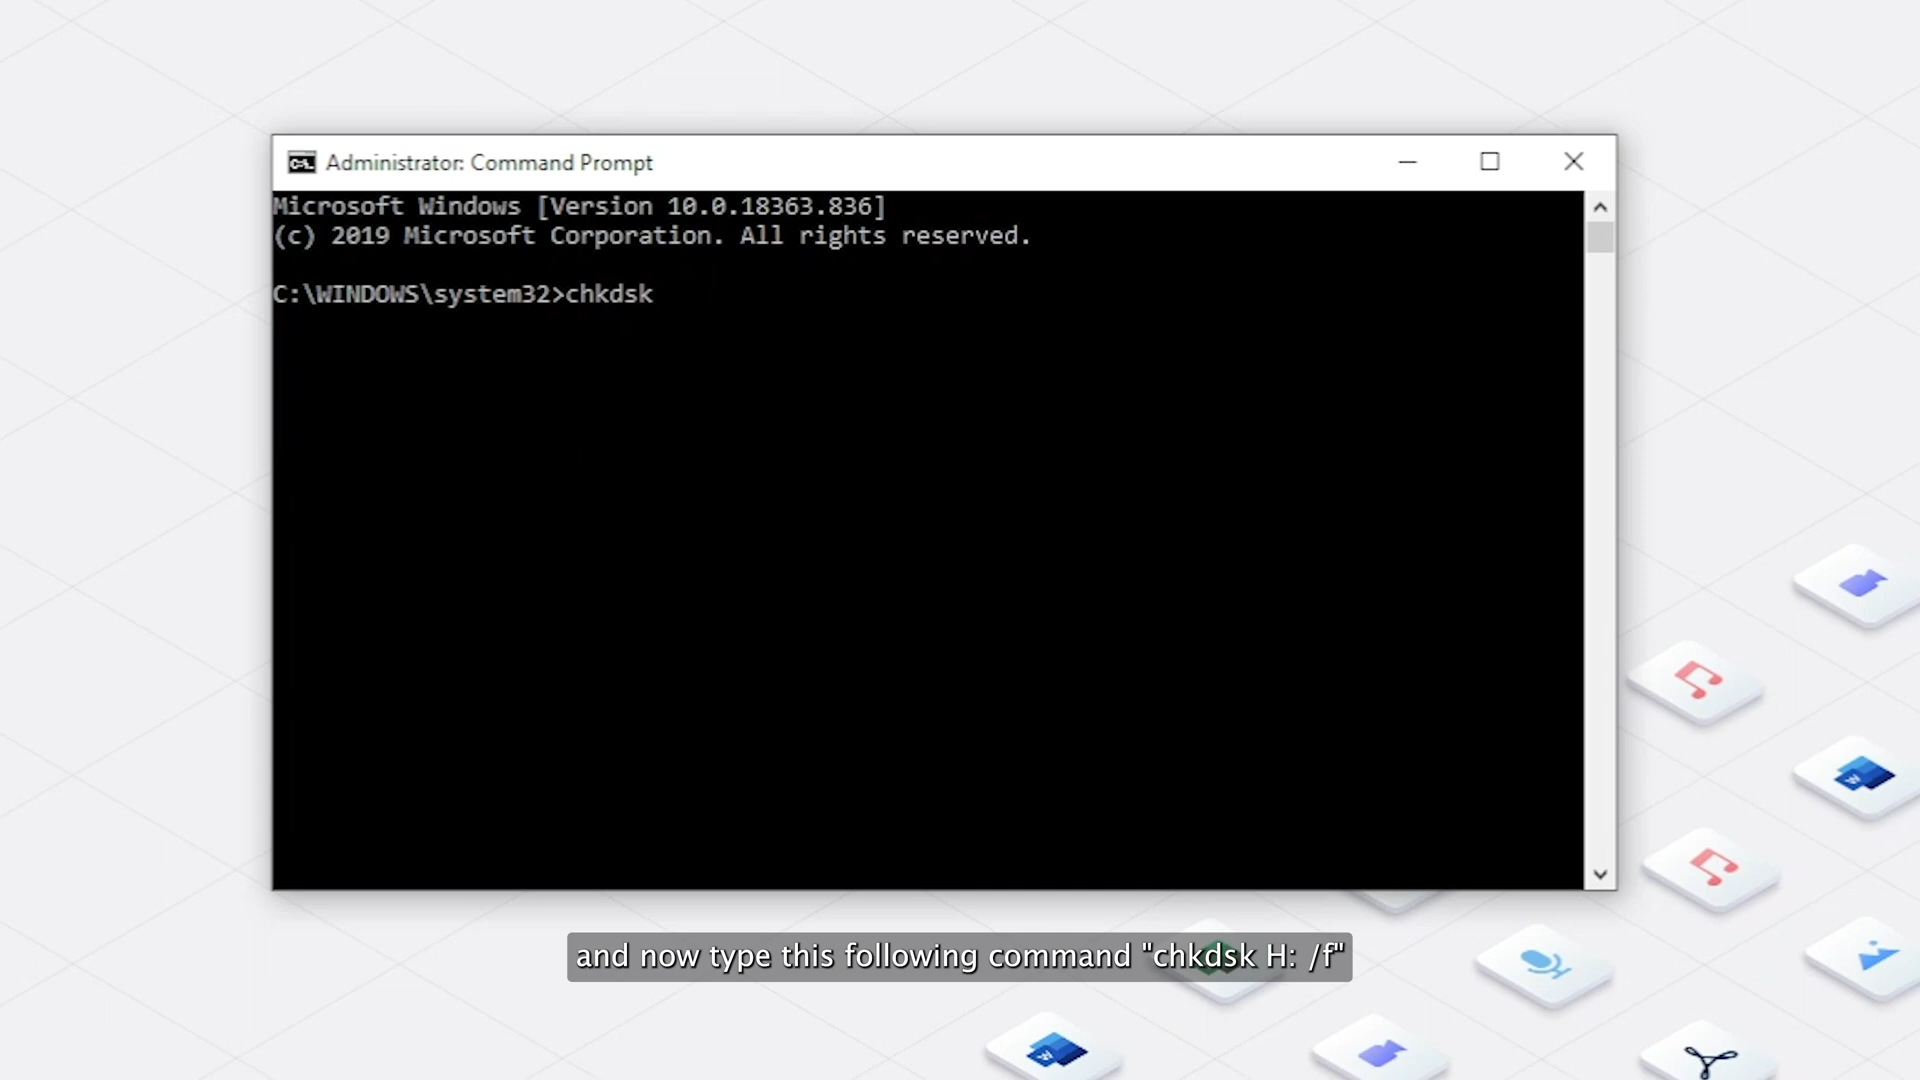 Administrator: Command Prompt
Microsoft Windows [Version 10.0.18363.836]
(c) 2019 Microsoft Corporation. All rights reserved.
C:\WINDOWS\system32>chkdsk
and now type this following command "chkdsk H: /f"